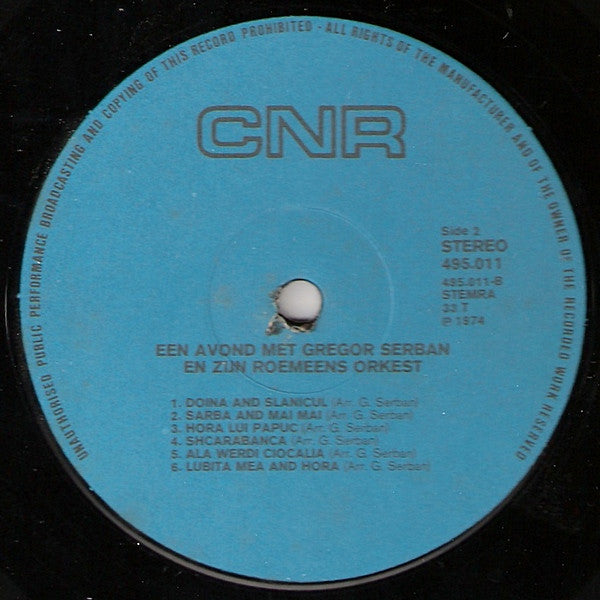 UNAUTHORISED PUBLIC PERFORMANCE BROADCASTING AND COPYING OF THIS RECORD PROHIBITED - ALL RIGHTS OF THE MANUFACTURER AND OF THE OWNER OF THE RECORDED WORK RESERVED
CNR
Side 2
STEREO
495.011
495.011-B
STEMRA
33 T
℗ 1974
EEN AVOND MET GREGOR SERBAN
EN ZIJN ROEMEENS ORKEST
1. DOINA AND SLANICUL (Arr. G. Serban)
2. SARBA AND MAI MAI (Arr. G. Serban)
3. HORA LUI PAPUC (Arr. G. Serban)
4. SHCARABANCA (Arr. G. Serban)
5. ALA WERDI CIOCALIA (Arr. G. Serban)
6. LUBITA MEA AND HORA (Arr. G. Serban)